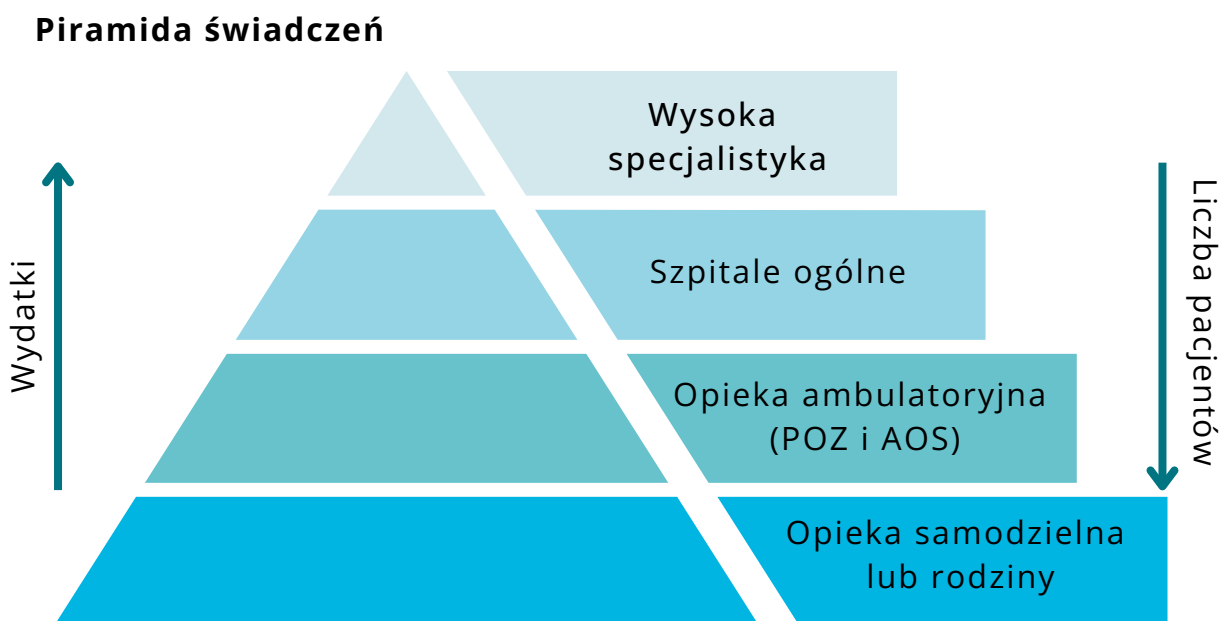 Piramida świadczeń
Wysoka
specjalistyka
Szpitale ogólne
Opieka ambulatoryjna
(POZ i AOS)
Opieka samodzielna
lub rodziny
Wydatki
Liczba pacjentów